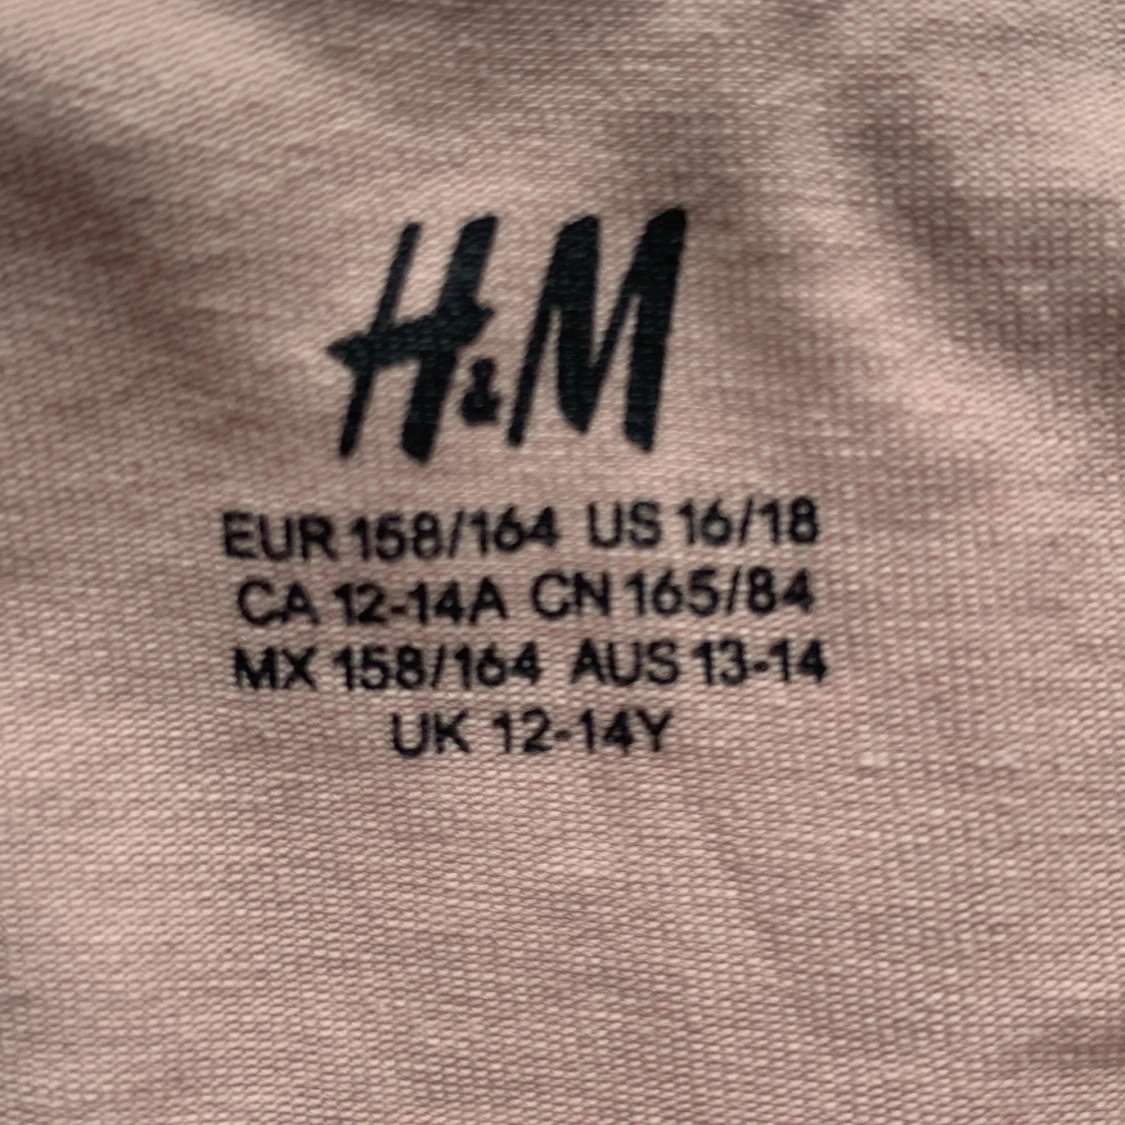 H&M
EUR 158/164 US 16/18
CA 12-14A CN 165/84
MX 158/164 AUS 13-14
UK 12-14Y